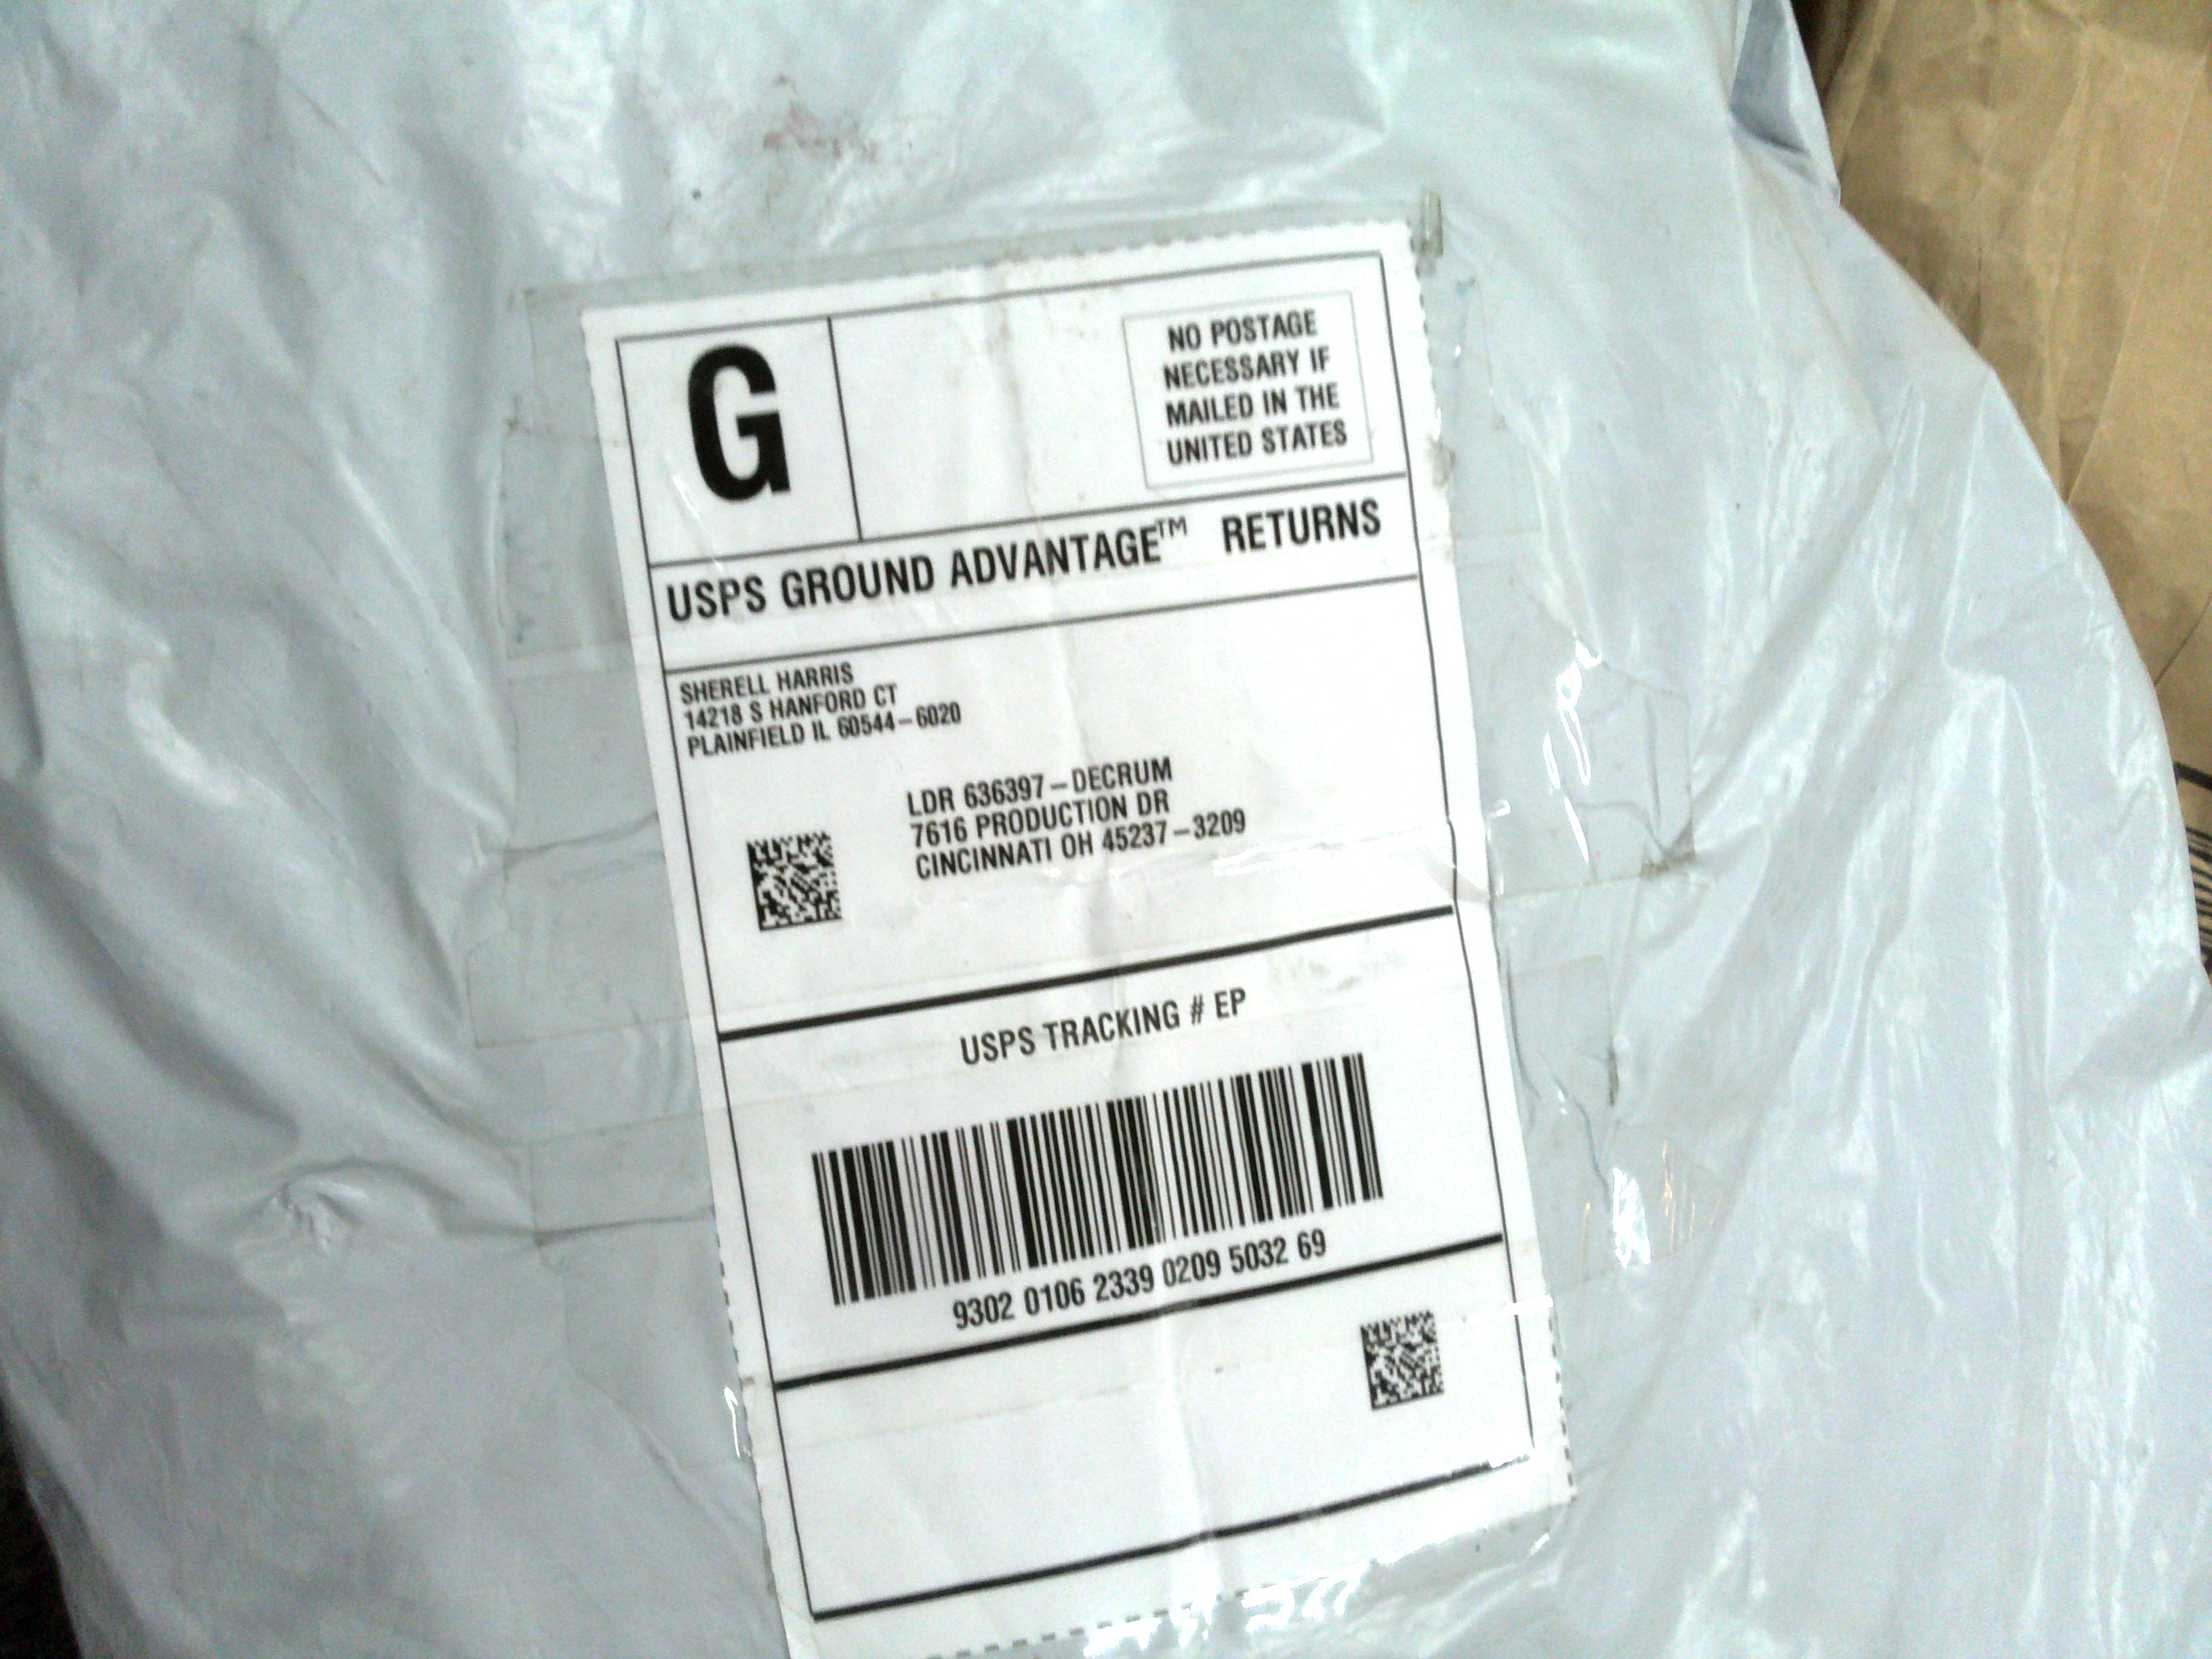 G
NO POSTAGE
NECESSARY IF
MAILED IN THE
UNITED STATES
USPS GROUND ADVANTAGE™ RETURNS
SHERELL HARRIS
14218 S HANFORD CT
PLAINFIELD IL 60544-6020
LDR 636397-DECRUM
7616 PRODUCTION DR
CINCINNATI OH 45237-3209
USPS TRACKING # EP
9302 0106 2339 0209 5032 69